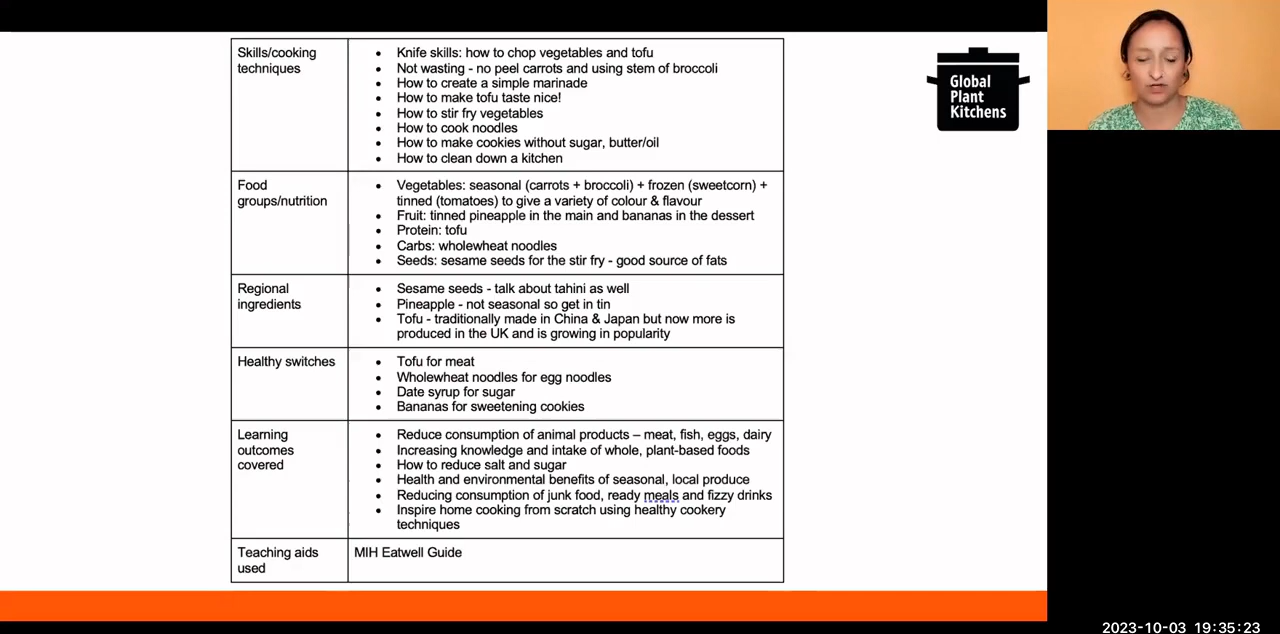 Skills/cooking
techniques
• Knife skills: how to chop vegetables and tofu
• Not wasting - no peel carrots and using stem of broccoli
• How to create a simple marinade
• How to make tofu taste nice!
• How to stir fry vegetables
• How to cook noodles
• How to make cookies without sugar, butter/oil
• How to clean down a kitchen
Food
groups/nutrition
• Vegetables: seasonal (carrots + broccoli) + frozen (sweetcorn) +
tinned (tomatoes) to give a variety of colour & flavour
• Fruit: tinned pineapple in the main and bananas in the dessert
• Protein: tofu
• Carbs: wholewheat noodles
• Seeds: sesame seeds for the stir fry - good source of fats
Regional
ingredients
• Sesame seeds - talk about tahini as well
• Pineapple - not seasonal so get in tin
• Tofu - traditionally made in China & Japan but now more is
produced in the UK and is growing in popularity
Healthy switches
• Tofu for meat
• Wholewheat noodles for egg noodles
• Date syrup for sugar
• Bananas for sweetening cookies
Learning
outcomes
covered
• Reduce consumption of animal products – meat, fish, eggs, dairy
• Increasing knowledge and intake of whole, plant-based foods
• How to reduce salt and sugar
• Health and environmental benefits of seasonal, local produce
• Reducing consumption of junk food, ready meals and fizzy drinks
• Inspire home cooking from scratch using healthy cookery
techniques
Teaching aids
used
MIH Eatwell Guide
Global
Plant
Kitchens
2023-10-03 19:35:23